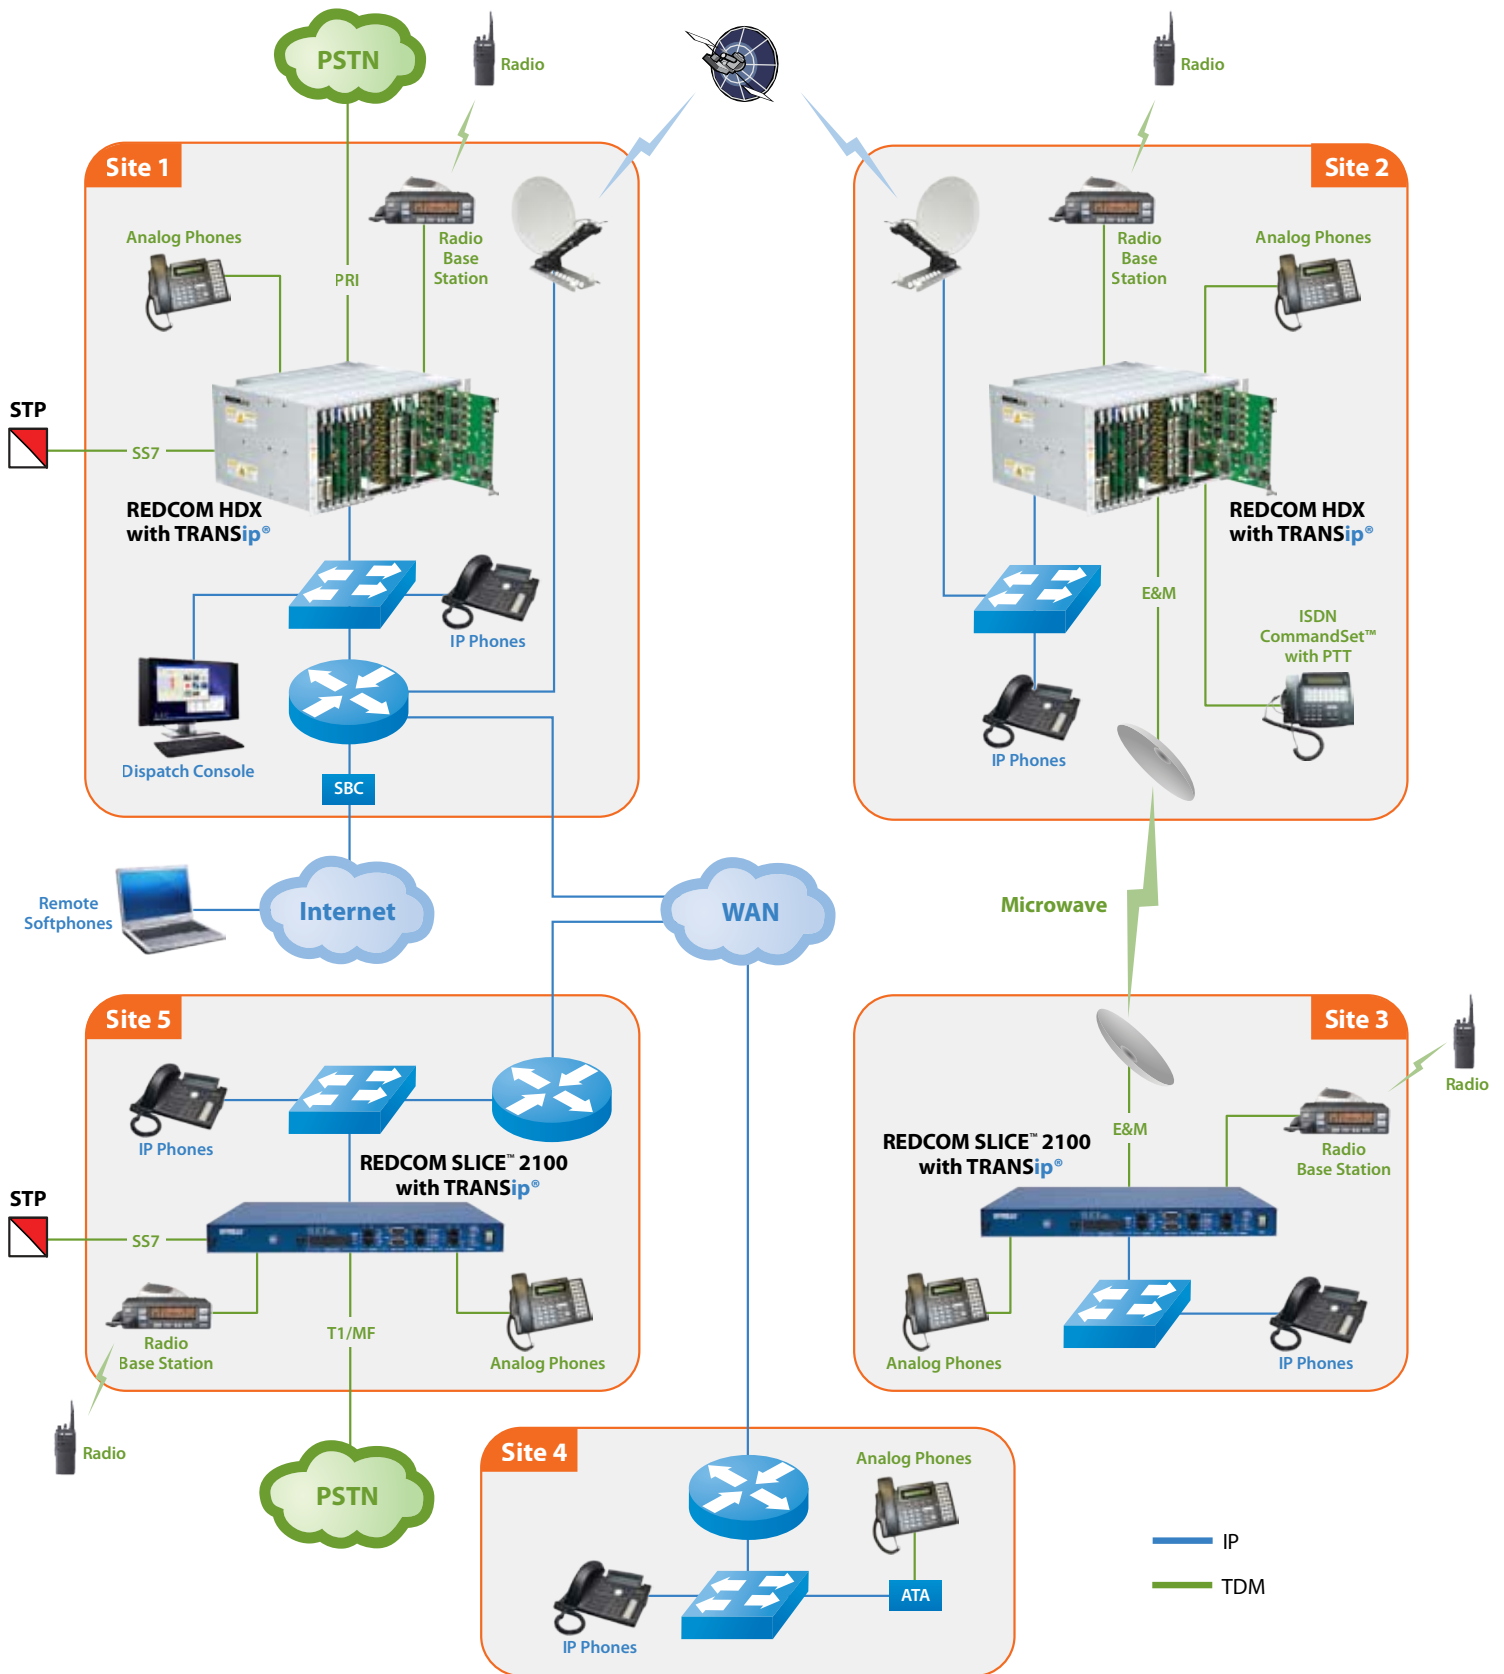 PSTN
Radio
Radio
Site 1
Site 2
Analog Phones
PRI
Radio
Base
Station
Radio
Base
Station
Analog Phones
STP
SS7
REDCOM HDX
with TRANSip®
REDCOM HDX
with TRANSip®
IP Phones
E&M
ISDN
CommandSet™
with PTT
Dispatch Console
SBC
IP Phones
Remote
Softphones
Internet
WAN
Microwave
Site 5
Site 3
Radio
IP Phones
REDCOM SLICE™ 2100
with TRANSip®
E&M
REDCOM SLICE™ 2100
with TRANSip®
Radio
Base Station
STP
SS7
Radio
Base Station
T1/MF
Analog Phones
Analog Phones
IP Phones
Radio
PSTN
Site 4
Analog Phones
ATA
IP Phones
IP
TDM